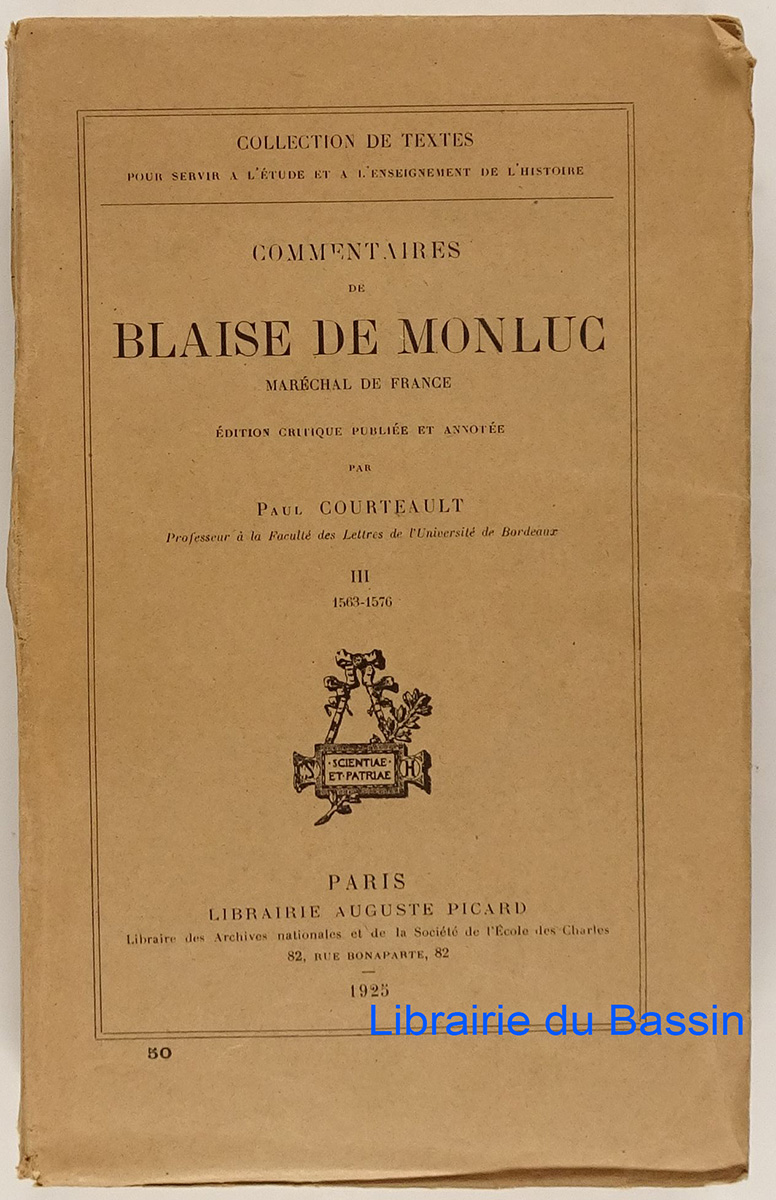 COLLECTION DE TEXTES
POUR SERVIR A L'ÉTUDE ET A L'ENSEIGNEMENT DE L'HISTOIRE
COMMENTAIRES
DE
BLAISE DE MONLUC
MARÉCHAL DE FRANCE
ÉDITION CRITIQUE PUBLIÉE ET ANNOTÉE
PAR
PAUL COURTEAULT
Professeur à la Faculté des Lettres de l'Université de Bordeaux
III
1563-1576
S · SCIENTIAE · H
ET · PATRIAE
PARIS
LIBRAIRIE AUGUSTE PICARD
Libraire des Archives nationales et de la Société de l'École des Chartes
82, RUE BONAPARTE, 82
1925
Librairie du Bassin
50